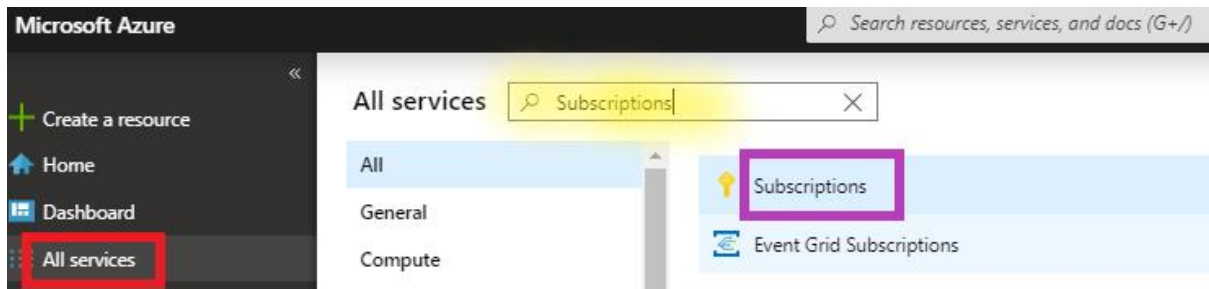 Microsoft Azure
Search resources, services, and docs (G+/)
«
Create a resource
Home
Dashboard
All services
All services
Subscriptions
All
General
Compute
Subscriptions
Event Grid Subscriptions